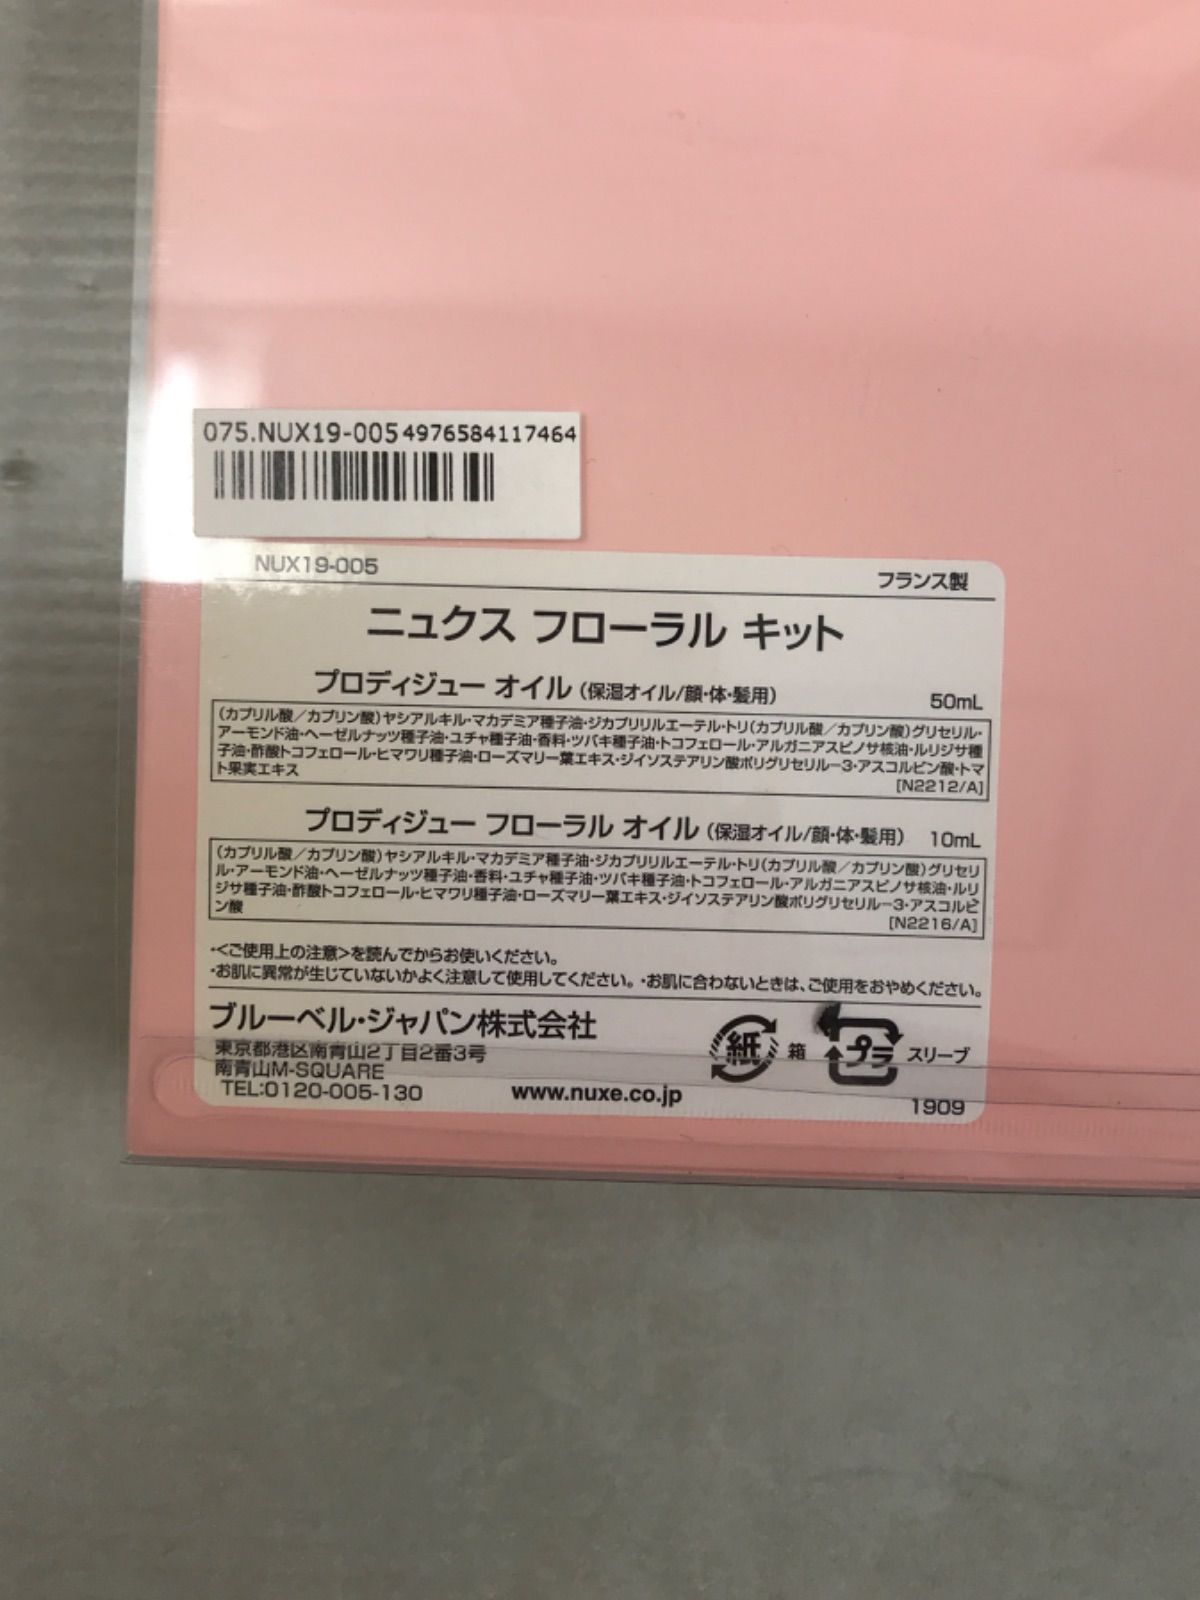 075.NUX19-005 4976584117464
NUX19-005
フランス製
ニュクス フローラル キット
プロディジュー オイル（保湿オイル/顔・体・髪用） 50mL
（カプリル酸／カプリン酸）ヤシアルキル・マカデミア種子油・ジカプリリルエーテル・トリ（カプリル酸／カプリン酸）グリセリル・
アーモンド油・ヘーゼルナッツ種子油・ユチャ種子油・香料・ツバキ種子油・トコフェロール・アルガニアスピノサ核油・ルリジサ種
子油・酢酸トコフェロール・ヒマワリ種子油・ローズマリー葉エキス・ジイソステアリン酸ポリグリセリル－3・アスコルビン酸・トマ
ト果実エキス
[N2212/A]
プロディジュー フローラル オイル（保湿オイル/顔・体・髪用） 10mL
（カプリル酸／カプリン酸）ヤシアルキル・マカデミア種子油・ジカプリリルエーテル・トリ（カプリル酸／カプリン酸）グリセリ
ル・アーモンド油・ヘーゼルナッツ種子油・香料・ユチャ種子油・ツバキ種子油・トコフェロール・アルガニアスピノサ核油・ルリ
ジサ種子油・酢酸トコフェロール・ヒマワリ種子油・ローズマリー葉エキス・ジイソステアリン酸ポリグリセリル－3・アスコルビ
ン酸
[N2216/A]
・<ご使用上の注意>を読んでからお使いください。
・お肌に異常が生じていないかよく注意して使用してください。・お肌に合わないときは、ご使用をおやめください。
ブルーベル・ジャパン株式会社
東京都港区南青山2丁目2番3号
南青山M-SQUARE
TEL:0120-005-130
www.nuxe.co.jp
紙 箱 プラ スリーブ
1909